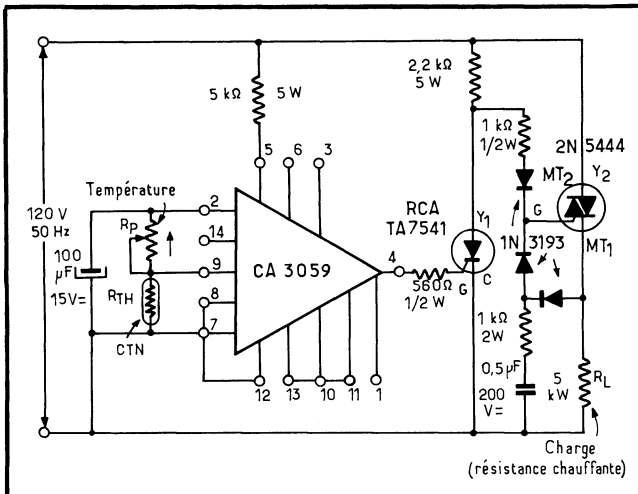 2,2 kΩ
5 W
5 kΩ 5 W
1 kΩ
1/2 W
2N 5444
5 6 3
MT2 Y2
Température
RCA
TA7541
Y1
2
G
120 V
50 Hz
RP
14
MT1
1N 3193
100
µF
9
CA 3059
4
C
15V=
RTH
8
560Ω
1/2 W
G
1 kΩ
2W
7
CTN
0,5 µF
200
V=
5
kW
RL
12 13 10 11 1
Charge
(résistance chauffante)